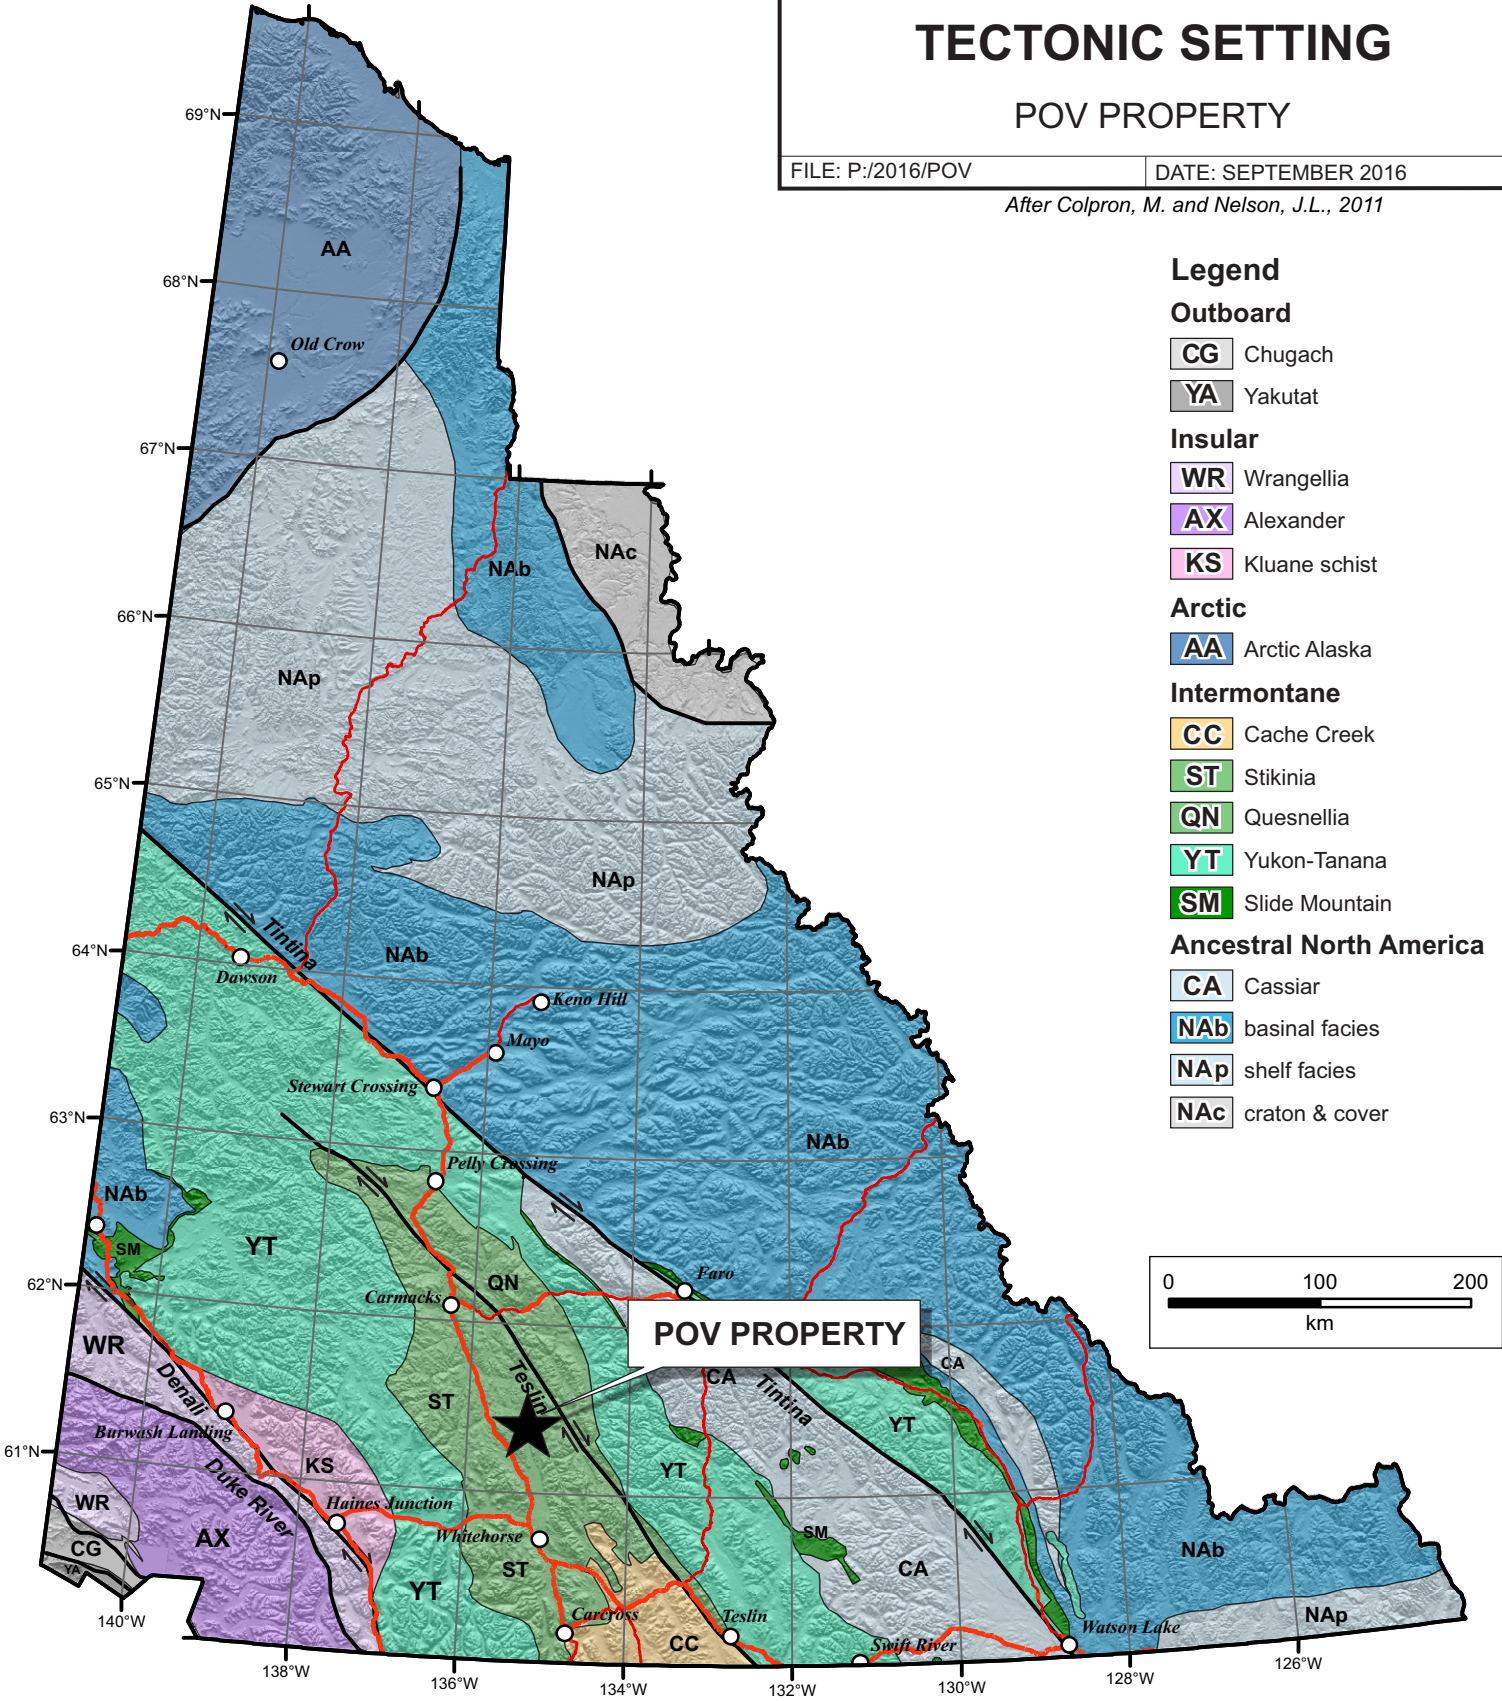 TECTONIC SETTING
POV PROPERTY
FILE: P:/2016/POV
DATE: SEPTEMBER 2016
After Colpron, M. and Nelson, J.L., 2011
Legend
Outboard
CG Chugach
YA Yakutat
Insular
WR Wrangellia
AX Alexander
KS Kluane schist
Arctic
AA Arctic Alaska
Intermontane
CC Cache Creek
ST Stikinia
QN Quesnellia
YT Yukon-Tanana
SM Slide Mountain
Ancestral North America
CA Cassiar
NAb basinal facies
NAp shelf facies
NAc craton & cover
0 100 200
km
69°N
68°N
67°N
66°N
65°N
64°N
63°N
62°N
61°N
140°W
138°W
136°W
134°W
132°W
130°W
128°W
126°W
AA
Old Crow
NAc
NAb
NAp
NAp
Tintina
NAb
Dawson
Keno Hill
Mayo
Stewart Crossing
NAb
Pelly Crossing
NAb
SM
YT
QN
Faro
Carmacks
POV PROPERTY
WR
CA
CA
Denali
Teslin
Tintina
ST
YT
Burwash Landing
KS
YT
Duke River
WR
Haines Junction
SM
AX
Whitehorse
CG
NAb
YA
ST
CA
YT
Carcross
Teslin
NAp
Watson Lake
CC
Swift River